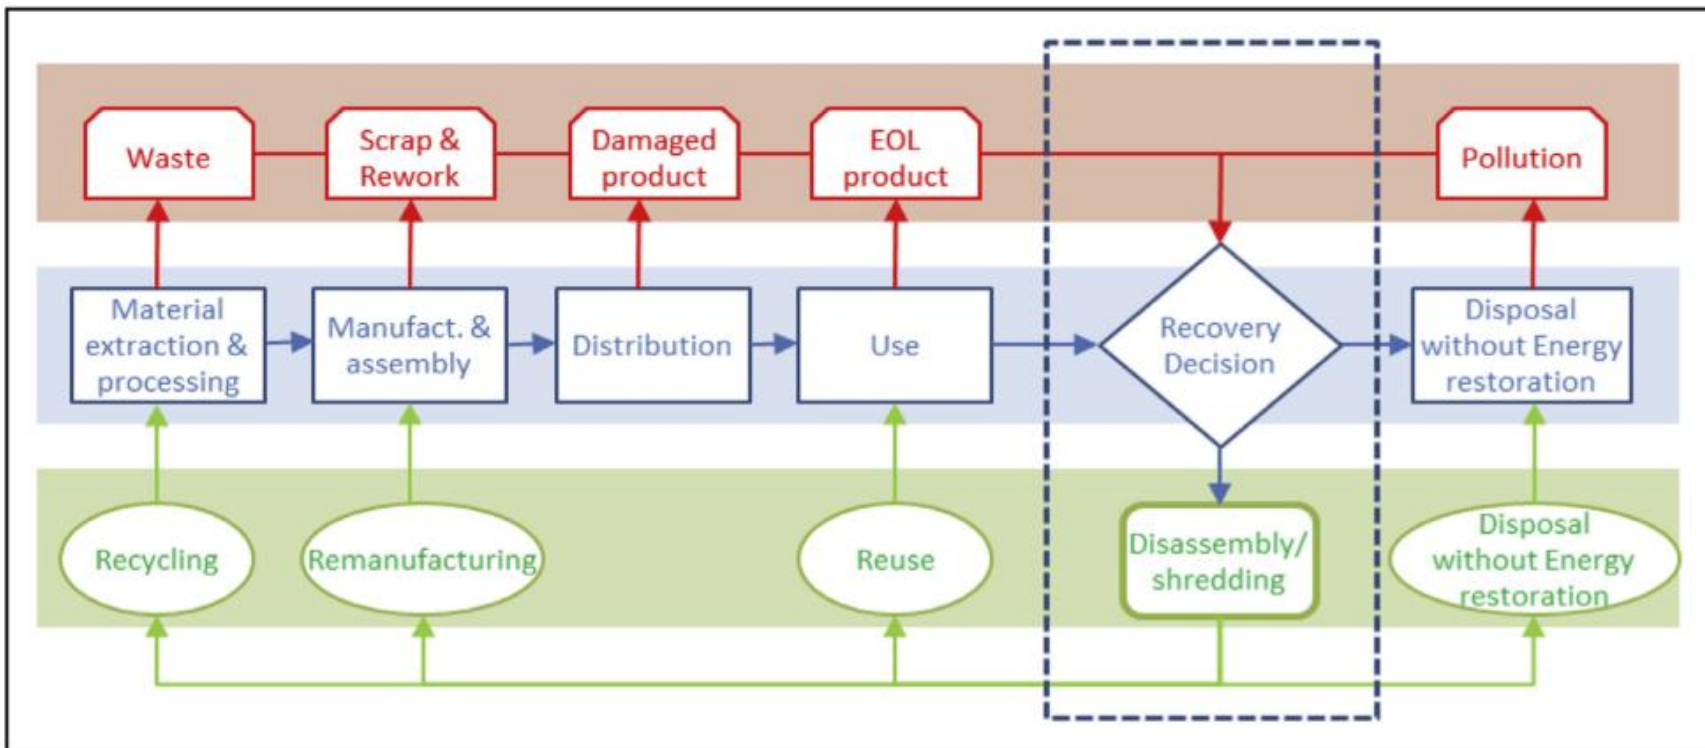 Waste
Scrap &
Rework
Damaged
product
EOL
product
Pollution
Material
extraction &
processing
Manufact. &
assembly
Distribution
Use
Recovery
Decision
Disposal
without Energy
restoration
Recycling
Remanufacturing
Reuse
Disassembly/
shredding
Disposal
without Energy
restoration